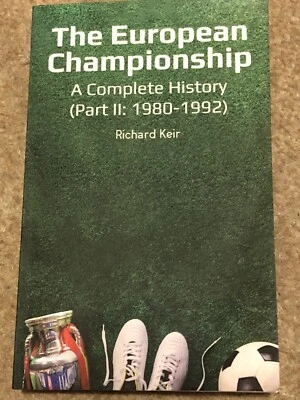 The European
Championship
A Complete History
(Part II: 1980-1992)
Richard Keir